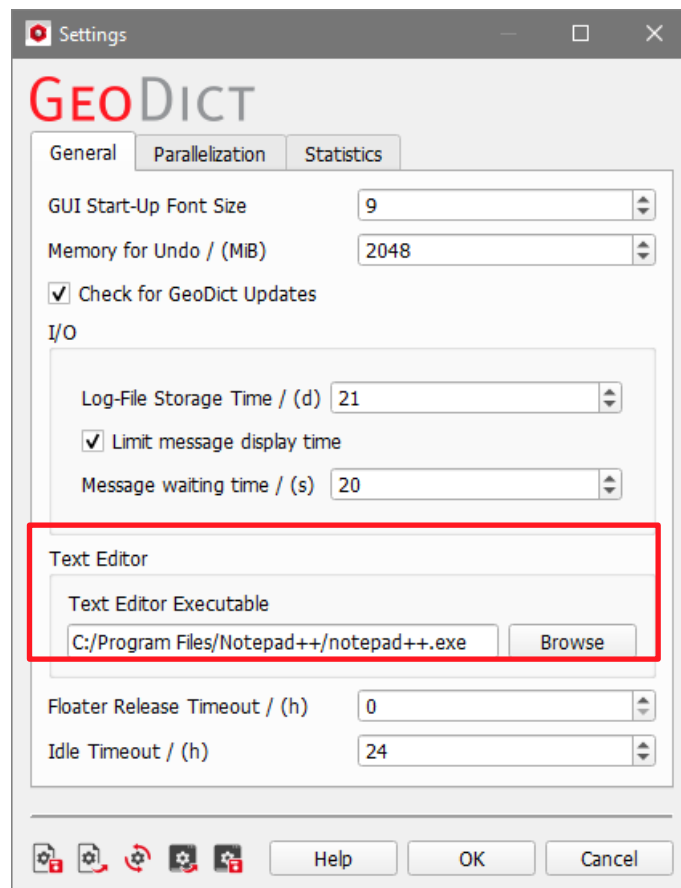 Settings
GEODICT
General Parallelization Statistics
GUI Start-Up Font Size 9
Memory for Undo / (MiB) 2048
Check for GeoDict Updates
I/O
Log-File Storage Time / (d) 21
Limit message display time
Message waiting time / (s) 20
Text Editor
Text Editor Executable
C:/Program Files/Notepad++/notepad++.exe Browse
Floater Release Timeout / (h) 0
Idle Timeout / (h) 24
Help OK Cancel